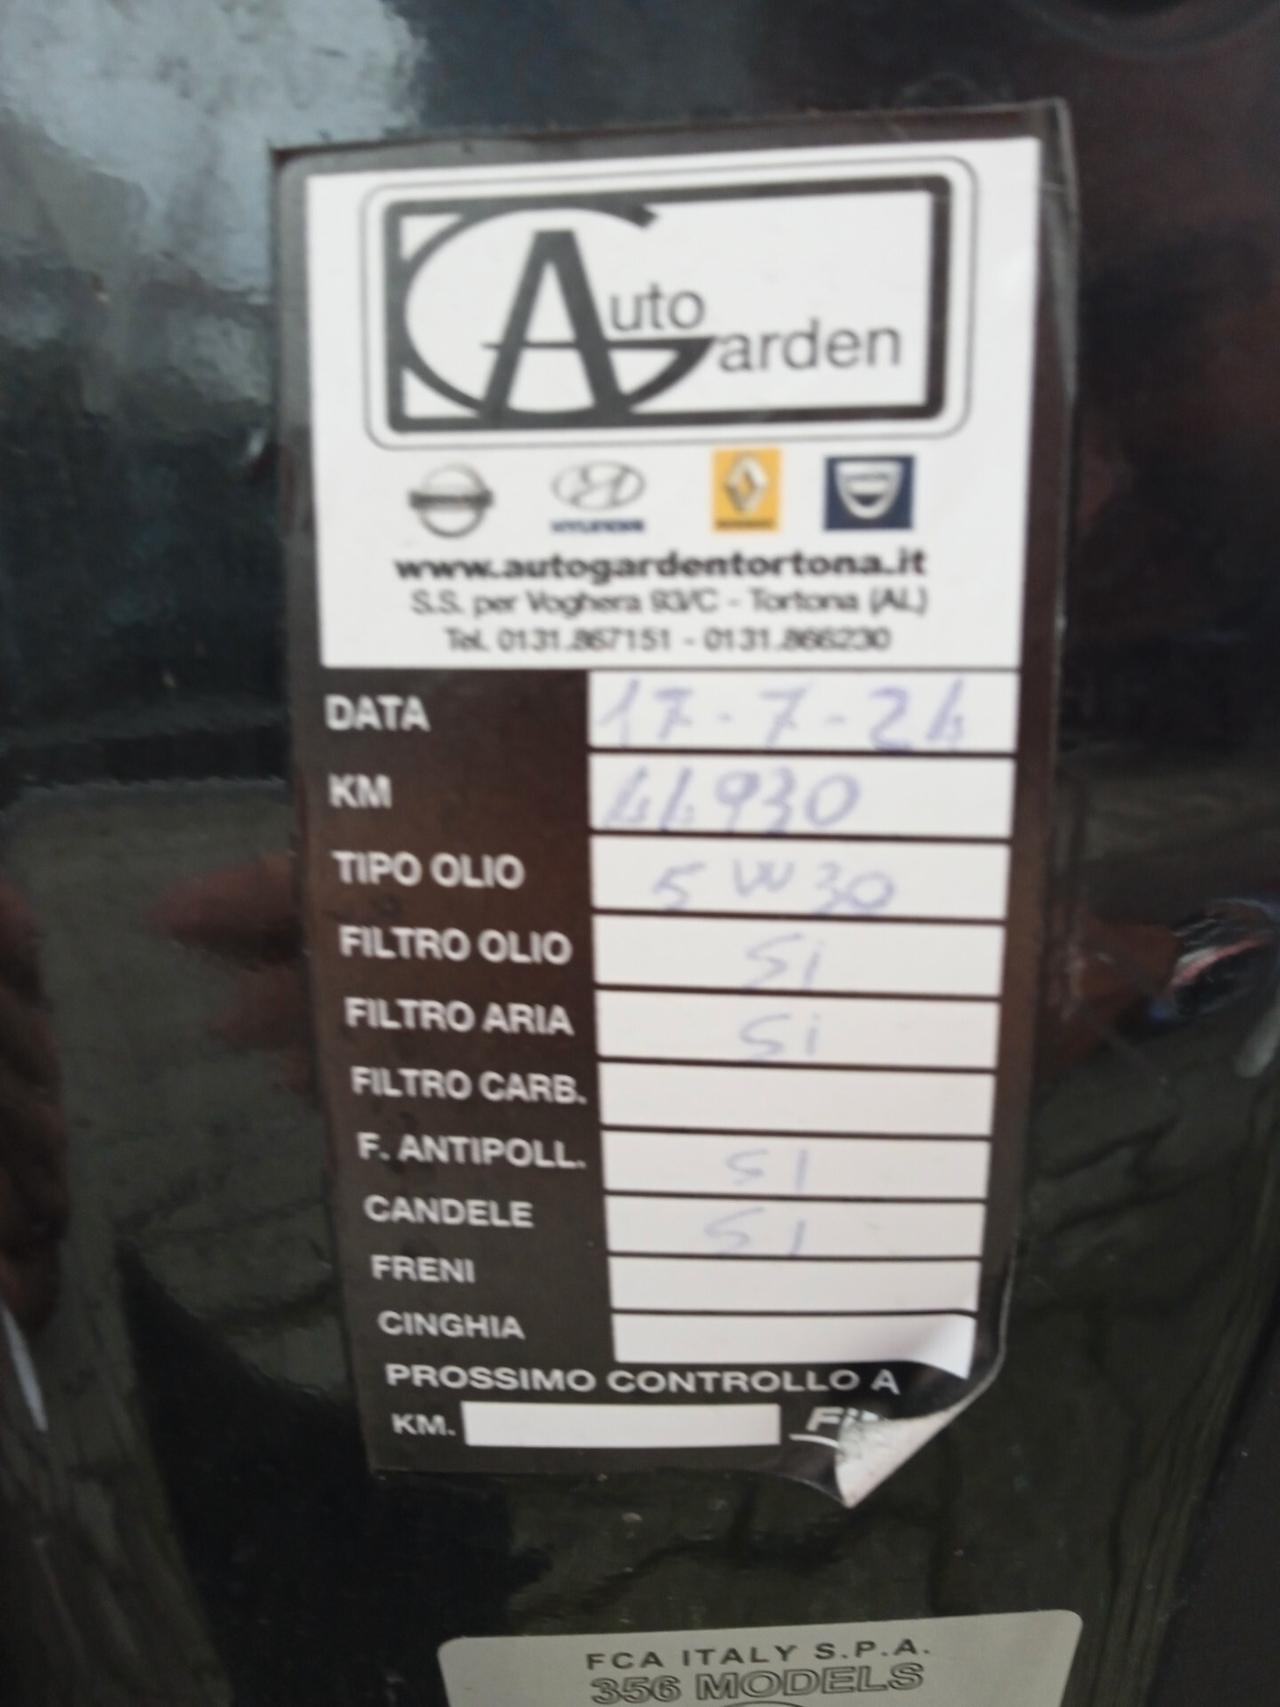 Auto Garden
HYUNDAI
www.autogardentortona.it
S.S. per Voghera 93/C - Tortona (AL)
Tel. 0131.867151 - 0131.866230
DATA 17-7-24
KM 44930
TIPO OLIO 5W30
FILTRO OLIO Si
FILTRO ARIA Si
FILTRO CARB.
F. ANTIPOLL. SI
CANDELE SI
FRENI
CINGHIA
PROSSIMO CONTROLLO A
KM.
FCA ITALY S.P.A.
356 MODELS